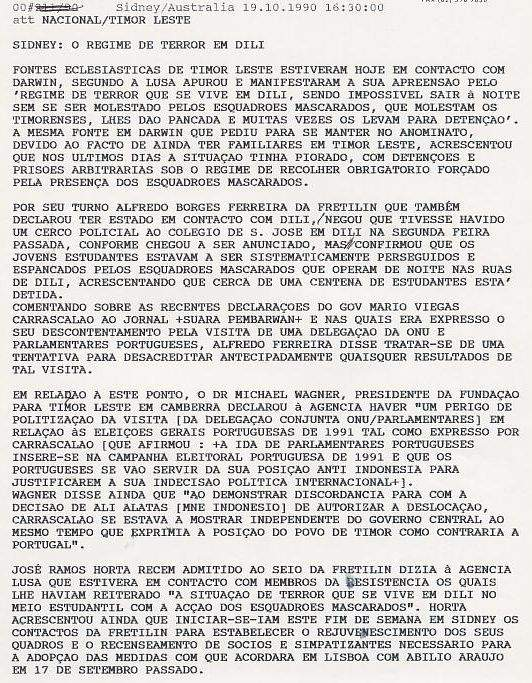 00# Sidney/Australia 19.10.1990 16:30:00
att NACIONAL/TIMOR LESTE
SIDNEY: O REGIME DE TERROR EM DILI
FONTES ECLESIASTICAS DE TIMOR LESTE ESTIVERAM HOJE EM CONTACTO COM
DARWIN, SEGUNDO A LUSA APUROU E MANIFESTARAM A SUA APREENSAO PELO
'REGIME DE TERROR QUE SE VIVE EM DILI, SENDO IMPOSSIVEL SAIR à NOITE
SEM SE SER MOLESTADO PELOS ESQUADROES MASCARADOS, QUE MOLESTAM OS
TIMORENSES, LHES DAO PANCADA E MUITAS VEZES OS LEVAM PARA DETENÇAO'.
A MESMA FONTE EM DARWIN QUE PEDIU PARA SE MANTER NO ANOMINATO,
DEVIDO AO FACTO DE AINDA TER FAMILIARES EM TIMOR LESTE, ACRESCENTOU
QUE NOS ULTIMOS DIAS A SITUAÇAO TINHA PIORADO, COM DETENÇOES E
PRISOES ARBITRARIAS SOB O REGIME DE RECOLHER OBRIGATORIO FORÇADO
PELA PRESENÇA DOS ESQUADROES MASCARADOS.
POR SEU TURNO ALFREDO BORGES FERREIRA DA FRETILIN QUE TAMBÉM
DECLAROU TER ESTADO EM CONTACTO COM DILI, NEGOU QUE TIVESSE HAVIDO
UM CERCO POLICIAL AO COLEGIO DE S. JOSE EM DILI NA SEGUNDA FEIRA
PASSADA, CONFORME CHEGOU A SER ANUNCIADO, MAS CONFIRMOU QUE OS
JOVENS ESTUDANTES ESTAVAM A SER SISTEMATICAMENTE PERSEGUIDOS E
ESPANCADOS PELOS ESQUADROES MASCARADOS QUE OPERAM DE NOITE NAS RUAS
DE DILI, ACRESCENTANDO QUE CERCA DE UMA CENTENA DE ESTUDANTES ESTA'
DETIDA.
COMENTANDO SOBRE AS RECENTES DECLARAÇOES DO GOV MARIO VIEGAS
CARRASCALAO AO JORNAL +SUARA PEMBARWAN+ E NAS QUAIS ERA EXPRESSO O
SEU DESCONTENTAMENTO PELA VISITA DE UMA DELEGAÇAO DA ONU E
PARLAMENTARES PORTUGUESES, ALFREDO FERREIRA DISSE TRATAR-SE DE UMA
TENTATIVA PARA DESACREDITAR ANTECIPADAMENTE QUAISQUER RESULTADOS DE
TAL VISITA.
EM RELADAO À ESTE PONTO, O DR MICHAEL WAGNER, PRESIDENTE DA FUNDAÇAO
PARA TIMOR LESTE EM CAMBERRA DECLAROU à AGENCIA HAVER "UM PERIGO DE
POLITIZAÇAO DA VISITA [DA DELEGAÇAO CONJUNTA ONU/PARLAMENTARES] EM
RELAÇAO àS ELEIÇOES GERAIS PORTUGUESAS DE 1991 TAL COMO EXPRESSO POR
CARRASCALAO [QUE AFIRMOU : +A IDA DE PARLAMENTARES PORTUGUESES
INSERE-SE NA CAMPANHA ELEITORAL PORTUGUESA DE 1991 E QUE OS
PORTUGUESES SE VAO SERVIR DA SUA POSIÇAO ANTI INDONESIA PARA
JUSTIFICAREM A SUA INDECISAO POLITICA INTERNACIONAL+].
WAGNER DISSE AINDA QUE "AO DEMONSTRAR DISCORDANCIA PARA COM A
DECISAO DE ALI ALATAS [MNE INDONESIO] DE AUTORIZAR A DESLOCAÇAO,
CARRASCALAO SE ESTAVA A MOSTRAR INDEPENDENTE DO GOVERNO CENTRAL AO
MESMO TEMPO QUE EXPRIMIA A POSIÇAO DO POVO DE TIMOR COMO CONTRARIA A
PORTUGAL".
JOSÉ RAMOS HORTA RECEM ADMITIDO AO SEIO DA FRETILIN DIZIA à AGENCIA
LUSA QUE ESTIVERA EM CONTACTO COM MEMBROS DA RESISTENCIA OS QUAIS
LHE HAVIAM REITERADO "A SITUAÇAO DE TERROR QUE SE VIVE EM DILI NO
MEIO ESTUDANTIL COM A ACÇAO DOS ESQUADROES MASCARADOS". HORTA
ACRESCENTOU AINDA QUE INICIAR-SE-IAM ESTE FIM DE SEMANA EM SIDNEY OS
CONTACTOS DA FRETILIN PARA ESTABELECER O REJUVENESCIMENTO DOS SEUS
QUADROS E O RECENSEAMENTO DE SOCIOS E SIMPATIZANTES NECESSARIO PARA
A ADOPÇAO DAS MEDIDAS COM QUE ACORDARA EM LISBOA COM ABILIO ARAUJO
EM 17 DE SETEMBRO PASSADO.